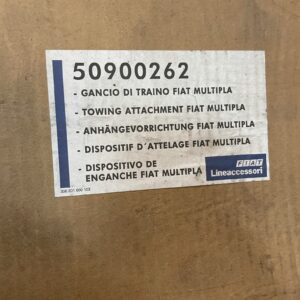 50900262
- GANCIO DI TRAINO FIAT MULTIPLA
- TOWING ATTACHMENT FIAT MULTIPLA
- ANHÄNGEVORRICHTUNG FIAT MULTIPLA
- DISPOSITIF D'ATTELAGE FIAT MULTIPLA
- DISPOSITIVO DE
ENGANCHE FIAT MULTIPLA
FIAT
Lineaccessori